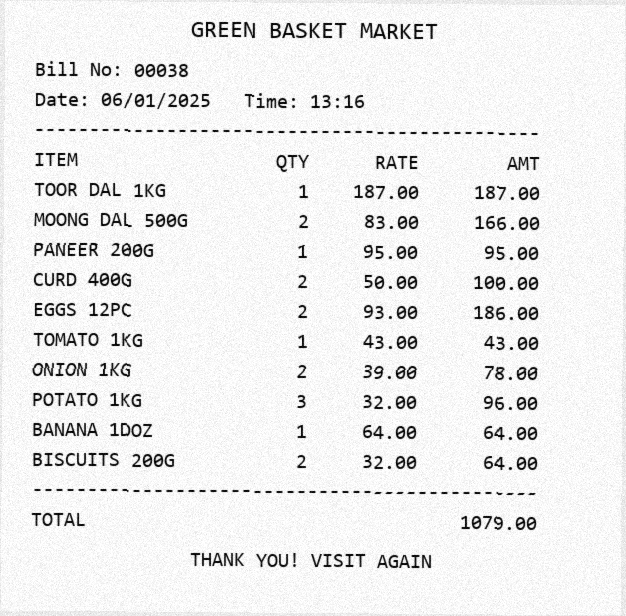 GREEN BASKET MARKET
Bill No: 00038
Date: 06/01/2025 Time: 13:16
------------------------------------------------
ITEM QTY RATE AMT
TOOR DAL 1KG 1 187.00 187.00
MOONG DAL 500G 2 83.00 166.00
PANEER 200G 1 95.00 95.00
CURD 400G 2 50.00 100.00
EGGS 12PC 2 93.00 186.00
TOMATO 1KG 1 43.00 43.00
ONION 1KG 2 39.00 78.00
POTATO 1KG 3 32.00 96.00
BANANA 1DOZ 1 64.00 64.00
BISCUITS 200G 2 32.00 64.00
------------------------------------------------
TOTAL 1079.00
THANK YOU! VISIT AGAIN